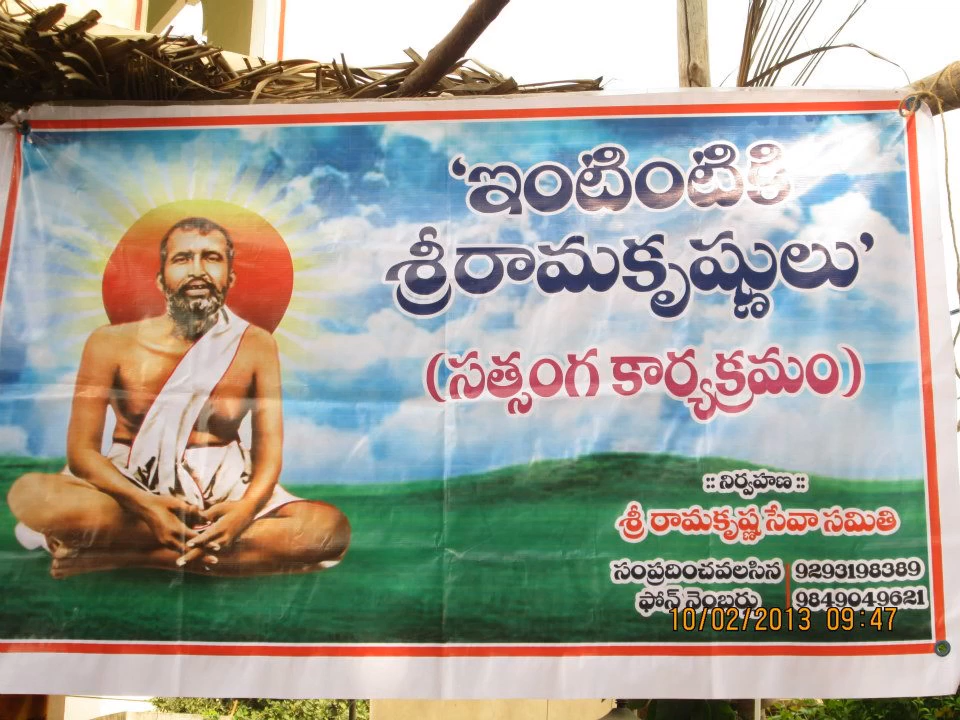 ‘ఇంటింటికి
శ్రీరామకృష్ణులు’
(సత్సంగ కార్యక్రమం)
:: నిర్వహణ ::
శ్రీ రామకృష్ణ సేవా సమితి
సంప్రదించవలసిన 9293198389
ఫోన్ నెంబర్లు 9849049621
10/02/2013 09:47